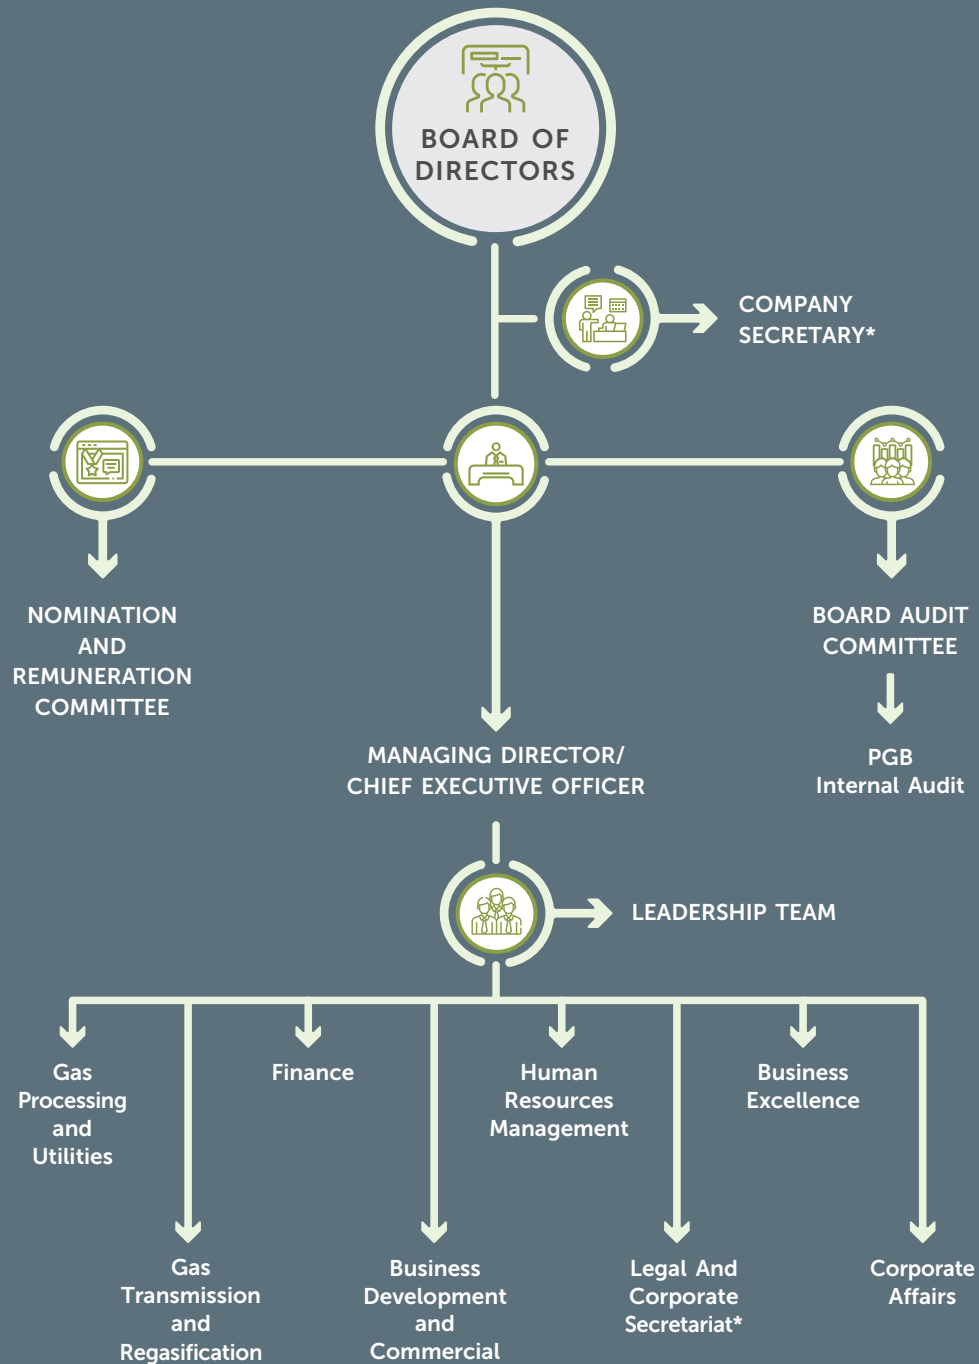 BOARD OF
DIRECTORS
COMPANY
SECRETARY*
NOMINATION
AND
REMUNERATION
COMMITTEE
BOARD AUDIT
COMMITTEE
PGB
Internal Audit
MANAGING DIRECTOR/
CHIEF EXECUTIVE OFFICER
LEADERSHIP TEAM
Gas
Processing
and
Utilities
Finance
Human
Resources
Management
Business
Excellence
Gas
Transmission
and
Regasification
Business
Development
and
Commercial
Legal And
Corporate
Secretariat*
Corporate
Affairs